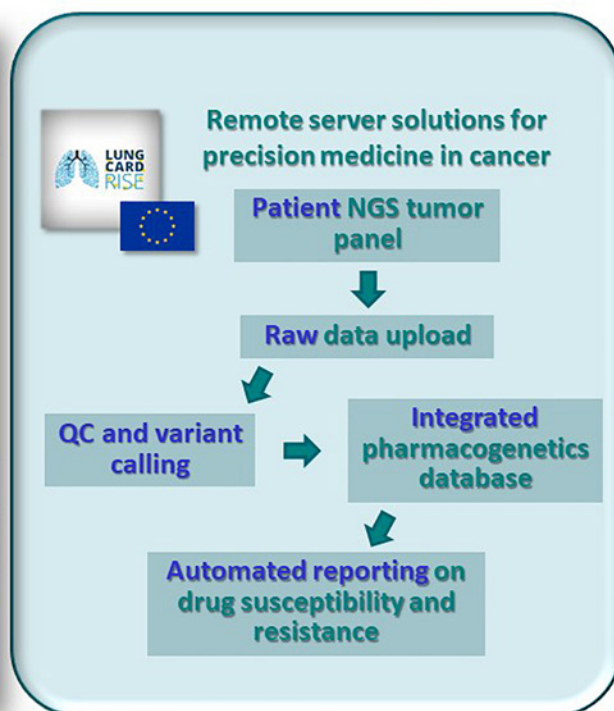 LUNG
CARD
RISE
Remote server solutions for
precision medicine in cancer
Patient NGS tumor
panel
Raw data upload
QC and variant
calling
Integrated
pharmacogenetics
database
Automated reporting on
drug susceptibility and
resistance